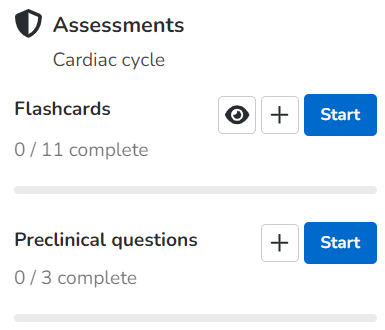 Assessments
Cardiac cycle
Flashcards
Start
0 / 11 complete
Preclinical questions
Start
0 / 3 complete